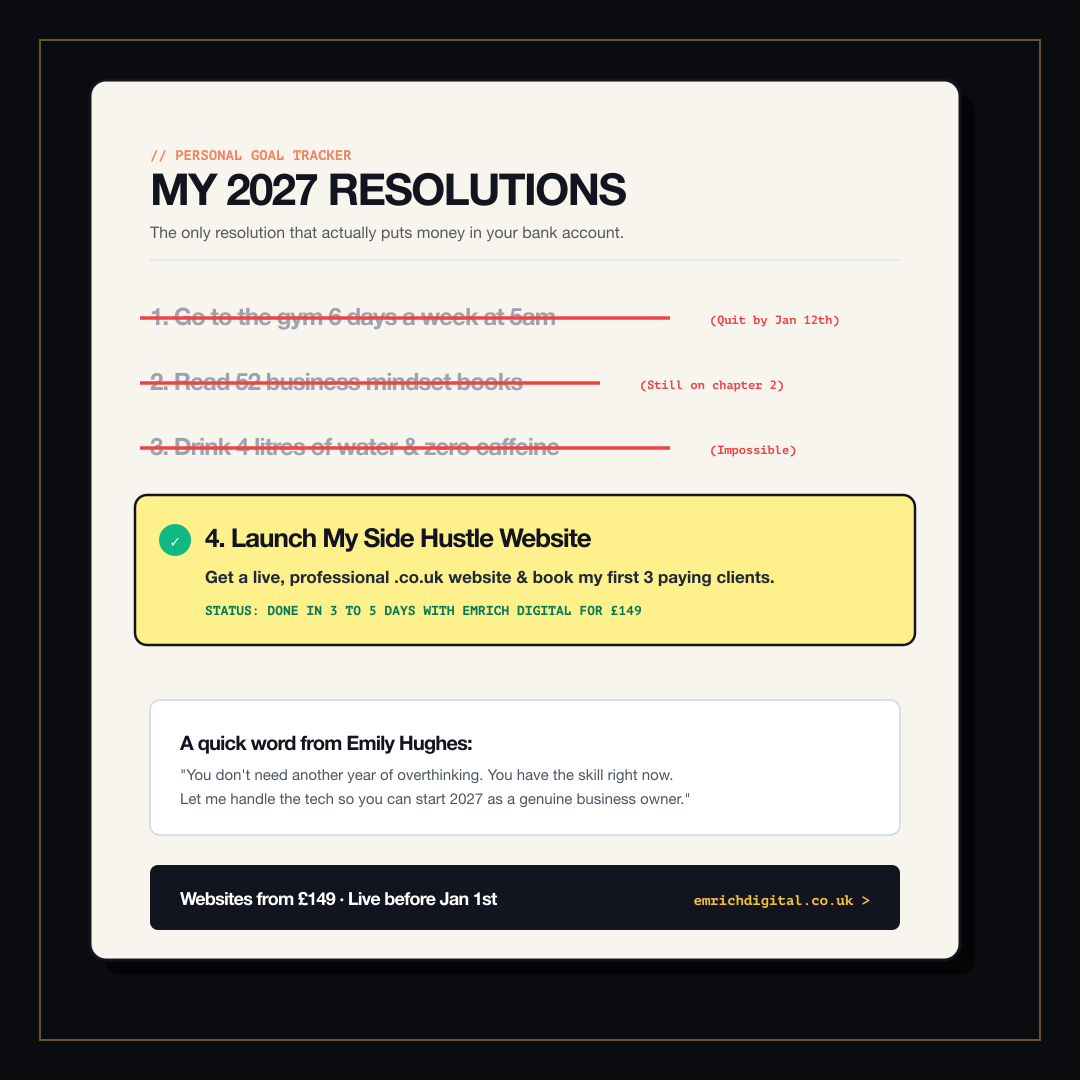 // PERSONAL GOAL TRACKER
MY 2027 RESOLUTIONS
The only resolution that actually puts money in your bank account.
1. Go to the gym 6 days a week at 5am (Quit by Jan 12th)
2. Read 52 business mindset books (Still on chapter 2)
3. Drink 4 litres of water & zero caffeine (Impossible)
✓ 4. Launch My Side Hustle Website
Get a live, professional .co.uk website & book my first 3 paying clients.
STATUS: DONE IN 3 TO 5 DAYS WITH EMRICH DIGITAL FOR £149
A quick word from Emily Hughes:
"You don't need another year of overthinking. You have the skill right now.
Let me handle the tech so you can start 2027 as a genuine business owner."
Websites from £149 · Live before Jan 1st emrichdigital.co.uk >